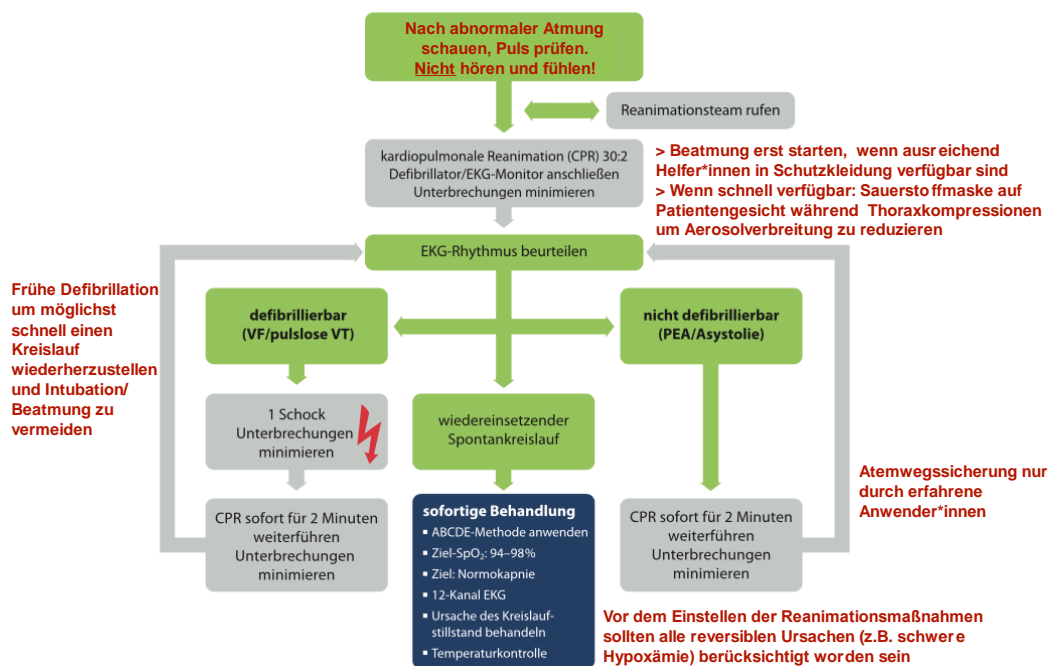 Nach abnormaler Atmung
schauen, Puls prüfen.
Nicht hören und fühlen!
Reanimationsteam rufen
kardiopulmonale Reanimation (CPR) 30:2
Defibrillator/EKG-Monitor anschließen
Unterbrechungen minimieren
> Beatmung erst starten, wenn ausreichend
Helfer*innen in Schutzkleidung verfügbar sind
> Wenn schnell verfügbar: Sauerstoffmaske auf
Patientengesicht während Thoraxkompressionen
um Aerosolverbreitung zu reduzieren
EKG-Rhythmus beurteilen
Frühe Defibrillation
um möglichst
schnell einen
Kreislauf
wiederherzustellen
und Intubation/
Beatmung zu
vermeiden
defibrillierbar
(VF/pulslose VT)
nicht defibrillierbar
(PEA/Asystolie)
1 Schock
Unterbrechungen
minimieren
wiedereinsetzender
Spontankreislauf
Atemwegssicherung nur
durch erfahrene
Anwender*innen
CPR sofort für 2 Minuten
weiterführen
Unterbrechungen
minimieren
sofortige Behandlung
▪ ABCDE-Methode anwenden
▪ Ziel-SpO₂: 94–98%
▪ Ziel: Normokapnie
▪ 12-Kanal EKG
▪ Ursache des Kreislauf-
stillstand behandeln
▪ Temperaturkontrolle
CPR sofort für 2 Minuten
weiterführen
Unterbrechungen
minimieren
Vor dem Einstellen der Reanimationsmaßnahmen
sollten alle reversiblen Ursachen (z.B. schwere
Hypoxämie) berücksichtigt worden sein